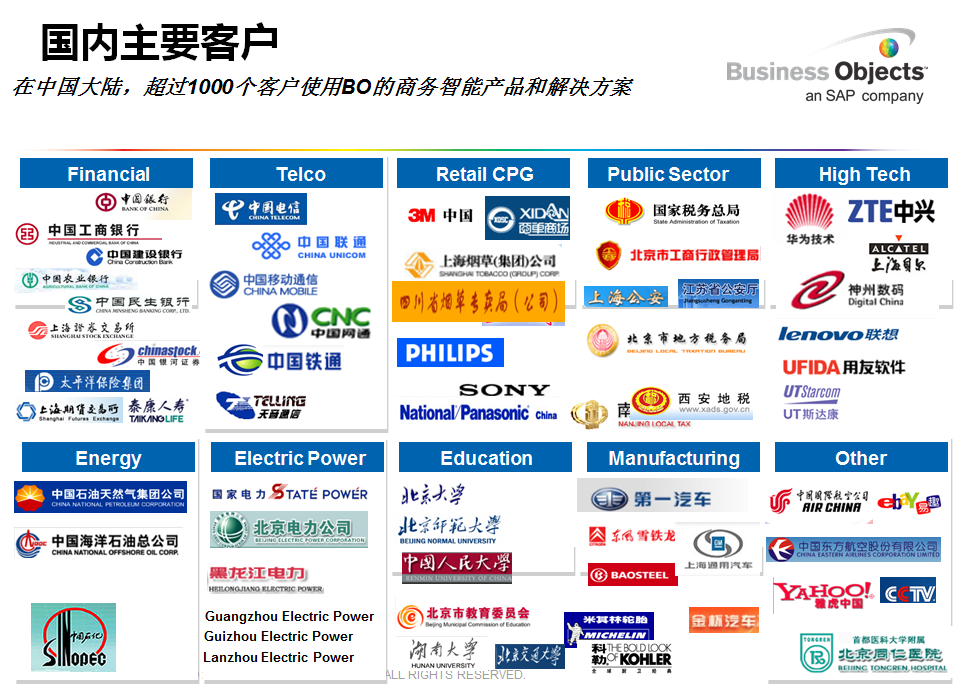 国内主要客户
在中国大陆，超过1000个客户使用BO的商务智能产品和解决方案
Business Objects
an SAP company
Financial
中国银行
BANK OF CHINA
中国工商银行
INDUSTRIAL AND COMMERCIAL BANK OF CHINA
中国建设银行
China Construction Bank
中国农业银行
AGRICULTURAL BANK OF CHINA
中国民生银行
CHINA MINSHENG BANKING CORP., LTD.
上海證券交易所
SHANGHAI STOCK EXCHANGE
chinastock
中国银河证券
太平洋保险集团
上海期货交易所
Shanghai Futures Exchange
泰康人寿
TAIKANG LIFE
Telco
中国电信
CHINA TELECOM
中国联通
CHINA UNICOM
中国移动通信
CHINA MOBILE
CNC
中国网通
中国铁通
TELLING
天音通信
Retail CPG
3M 中国
XIDAN
西单商场
上海烟草(集团)公司
SHANGHAI TOBACCO (GROUP) CORP.
四川省烟草专卖局(公司)
PHILIPS
SONY
National/Panasonic China
Public Sector
国家税务总局
State Administration of Taxation
北京市工商行政管理局
上海公安
江苏省公安厅
Jiangsusheng Gonganting
北京市地方税务局
BEIJING LOCAL TAXATION BUREAU
南
NANJING LOCAL TAX
西安地税
www.xads.gov.cn
High Tech
华为技术
ZTE中兴
ALCATEL
上海贝尔
神州数码
Digital China
lenovo联想
UFIDA用友软件
UTStarcom
UT斯达康
Energy
中国石油天然气集团公司
CHINA NATIONAL PETROLEUM CORPORATION
CNOOC
中国海洋石油总公司
CHINA NATIONAL OFFSHORE OIL CORP.
中国石化
SINOPEC
Electric Power
国家电力 STATE POWER
北京电力公司
BEIJING ELECTRIC POWER CORPORATION
黑龙江电力
HEILONGJIANG ELECTRIC POWER
Guangzhou Electric Power
Guizhou Electric Power
Lanzhou Electric Power
Education
北京大学
北京师范大学
BEIJING NORMAL UNIVERSITY
中国人民大学
RENMIN UNIVERSITY OF CHINA
北京市教育委员会
Beijing Municipal Commission of Education
湖南大学
HUNAN UNIVERSITY
北京交通大学
Manufacturing
第一汽车
东风雪铁龙
GM
上海通用汽车
BAOSTEEL
米其林轮胎
MICHELIN
金杯汽车
科勒 THE BOLD LOOK OF KOHLER
Other
中国国际航空公司
AIR CHINA
ebay易趣
中国东方航空股份有限公司
CHINA EASTERN AIRLINES CORPORATION LIMITED
YAHOO!
雅虎中国
CCTV
TONGREN
首都医科大学附属
北京同仁医院
BEIJING TONGREN HOSPITAL
ALL RIGHTS RESERVED.